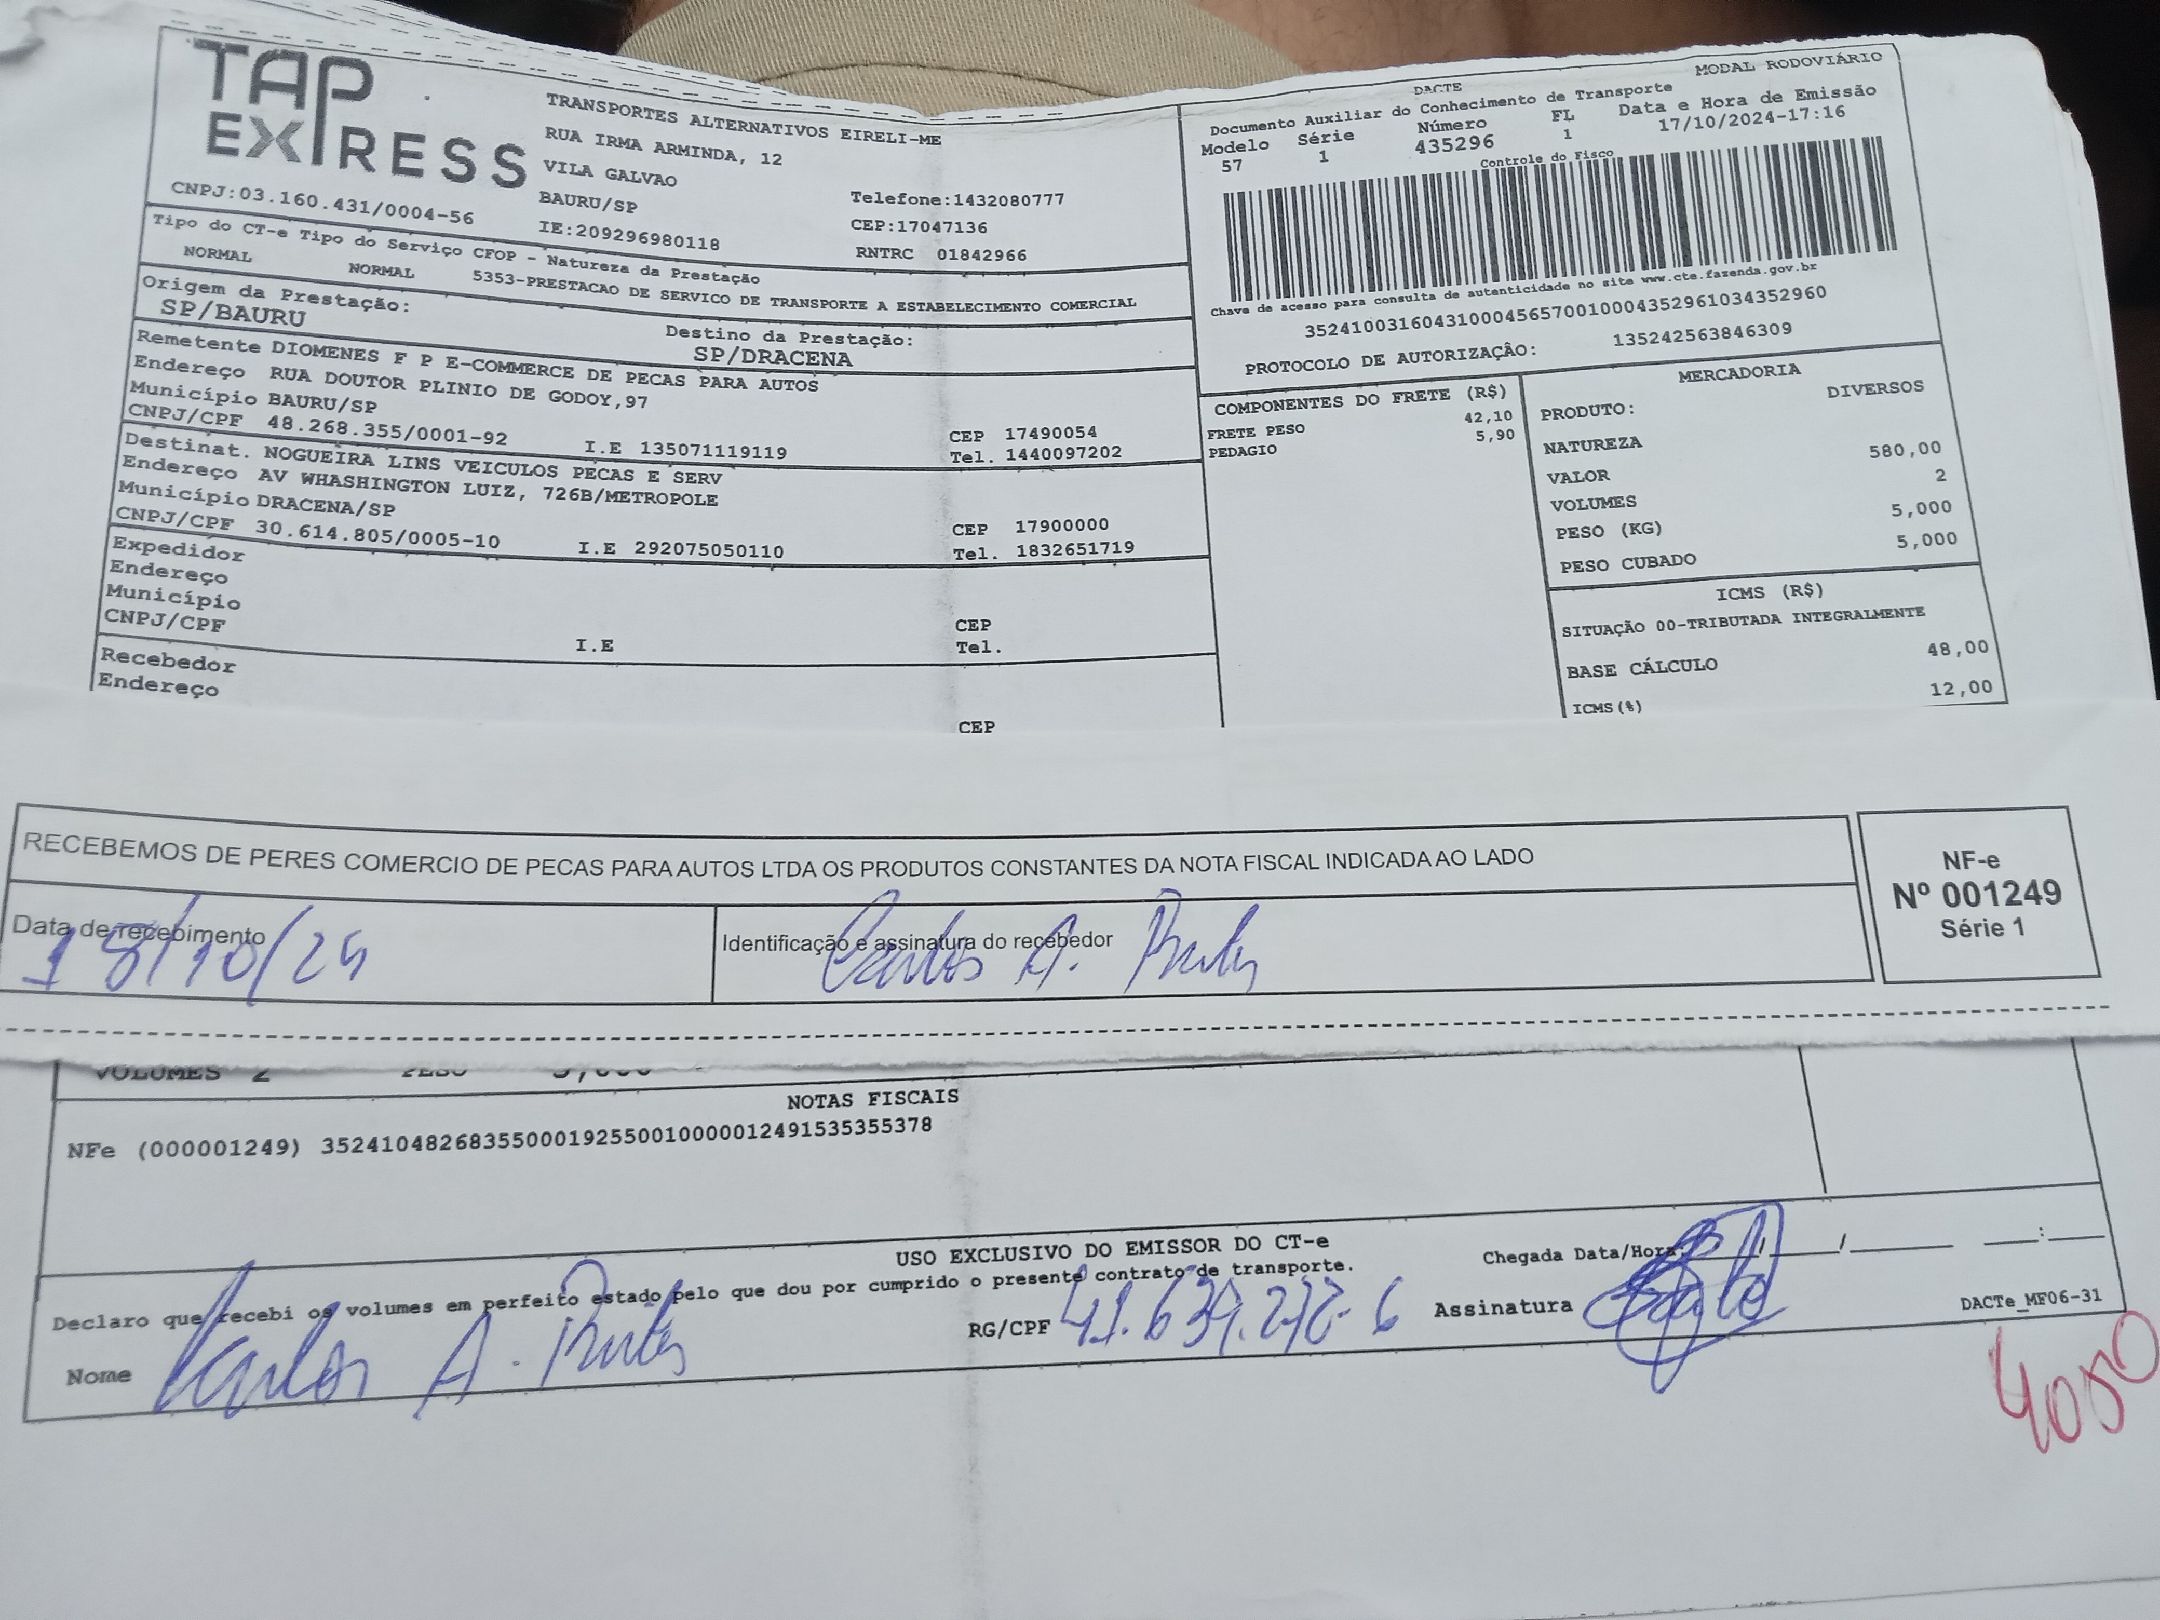 TAP EXPRESS
TRANSPORTES ALTERNATIVOS EIRELI-ME
RUA IRMA ARMINDA, 12
VILA GALVAO
BAURU/SP
Telefone:1432080777
CNPJ:03.160.431/0004-56
IE:209296980118
CEP:17047136
RNTRC 01842966
DACTE
MODAL RODOVIÁRIO
Documento Auxiliar do Conhecimento de Transporte
Modelo Série Número FL Data e Hora de Emissão
57 1 435296 1 17/10/2024-17:16
Controle do Fisco
Chave de acesso para consulta de autenticidade no site www.cte.fazenda.gov.br
35241003160431000456570010004352961034352960
PROTOCOLO DE AUTORIZAÇÃO: 135242563846309
Tipo do CT-e Tipo do Serviço CFOP - Natureza da Prestação
NORMAL NORMAL 5353-PRESTACAO DE SERVICO DE TRANSPORTE A ESTABELECIMENTO COMERCIAL
Origem da Prestação: Destino da Prestação:
SP/BAURU SP/DRACENA
Remetente DIOMENES F P E-COMMERCE DE PECAS PARA AUTOS
Endereço RUA DOUTOR PLINIO DE GODOY,97
Município BAURU/SP CEP 17490054
CNPJ/CPF 48.268.355/0001-92 I.E 135071119119 Tel. 1440097202
Destinat. NOGUEIRA LINS VEICULOS PECAS E SERV
Endereço AV WHASHINGTON LUIZ, 726B/METROPOLE
Município DRACENA/SP CEP 17900000
CNPJ/CPF 30.614.805/0005-10 I.E 292075050110 Tel. 1832651719
Expedidor
Endereço
Município CEP
CNPJ/CPF I.E Tel.
Recebedor
Endereço
CEP
COMPONENTES DO FRETE (R$)
FRETE PESO 42,10
PEDAGIO 5,90
MERCADORIA
PRODUTO: DIVERSOS
NATUREZA
VALOR 580,00
VOLUMES 2
PESO (KG) 5,000
PESO CUBADO 5,000
ICMS (R$)
SITUAÇÃO 00-TRIBUTADA INTEGRALMENTE
BASE CÁLCULO 48,00
ICMS(%) 12,00
RECEBEMOS DE PERES COMERCIO DE PECAS PARA AUTOS LTDA OS PRODUTOS CONSTANTES DA NOTA FISCAL INDICADA AO LADO
NF-e
Nº 001249
Série 1
Data de recebimento
18/10/24
Identificação e assinatura do recebedor
Carlos A.
VOLUMES 2 PESO 5,000
NOTAS FISCAIS
NFe (000001249) 35241048268355000192550010000012491535355378
USO EXCLUSIVO DO EMISSOR DO CT-e
Declaro que recebi os volumes em perfeito estado pelo que dou por cumprido o presente contrato de transporte.
Chegada Data/Hora: / / :
Nome Carlos A.
RG/CPF 41.639.272-6
Assinatura
DACTe_MF06-31
4080